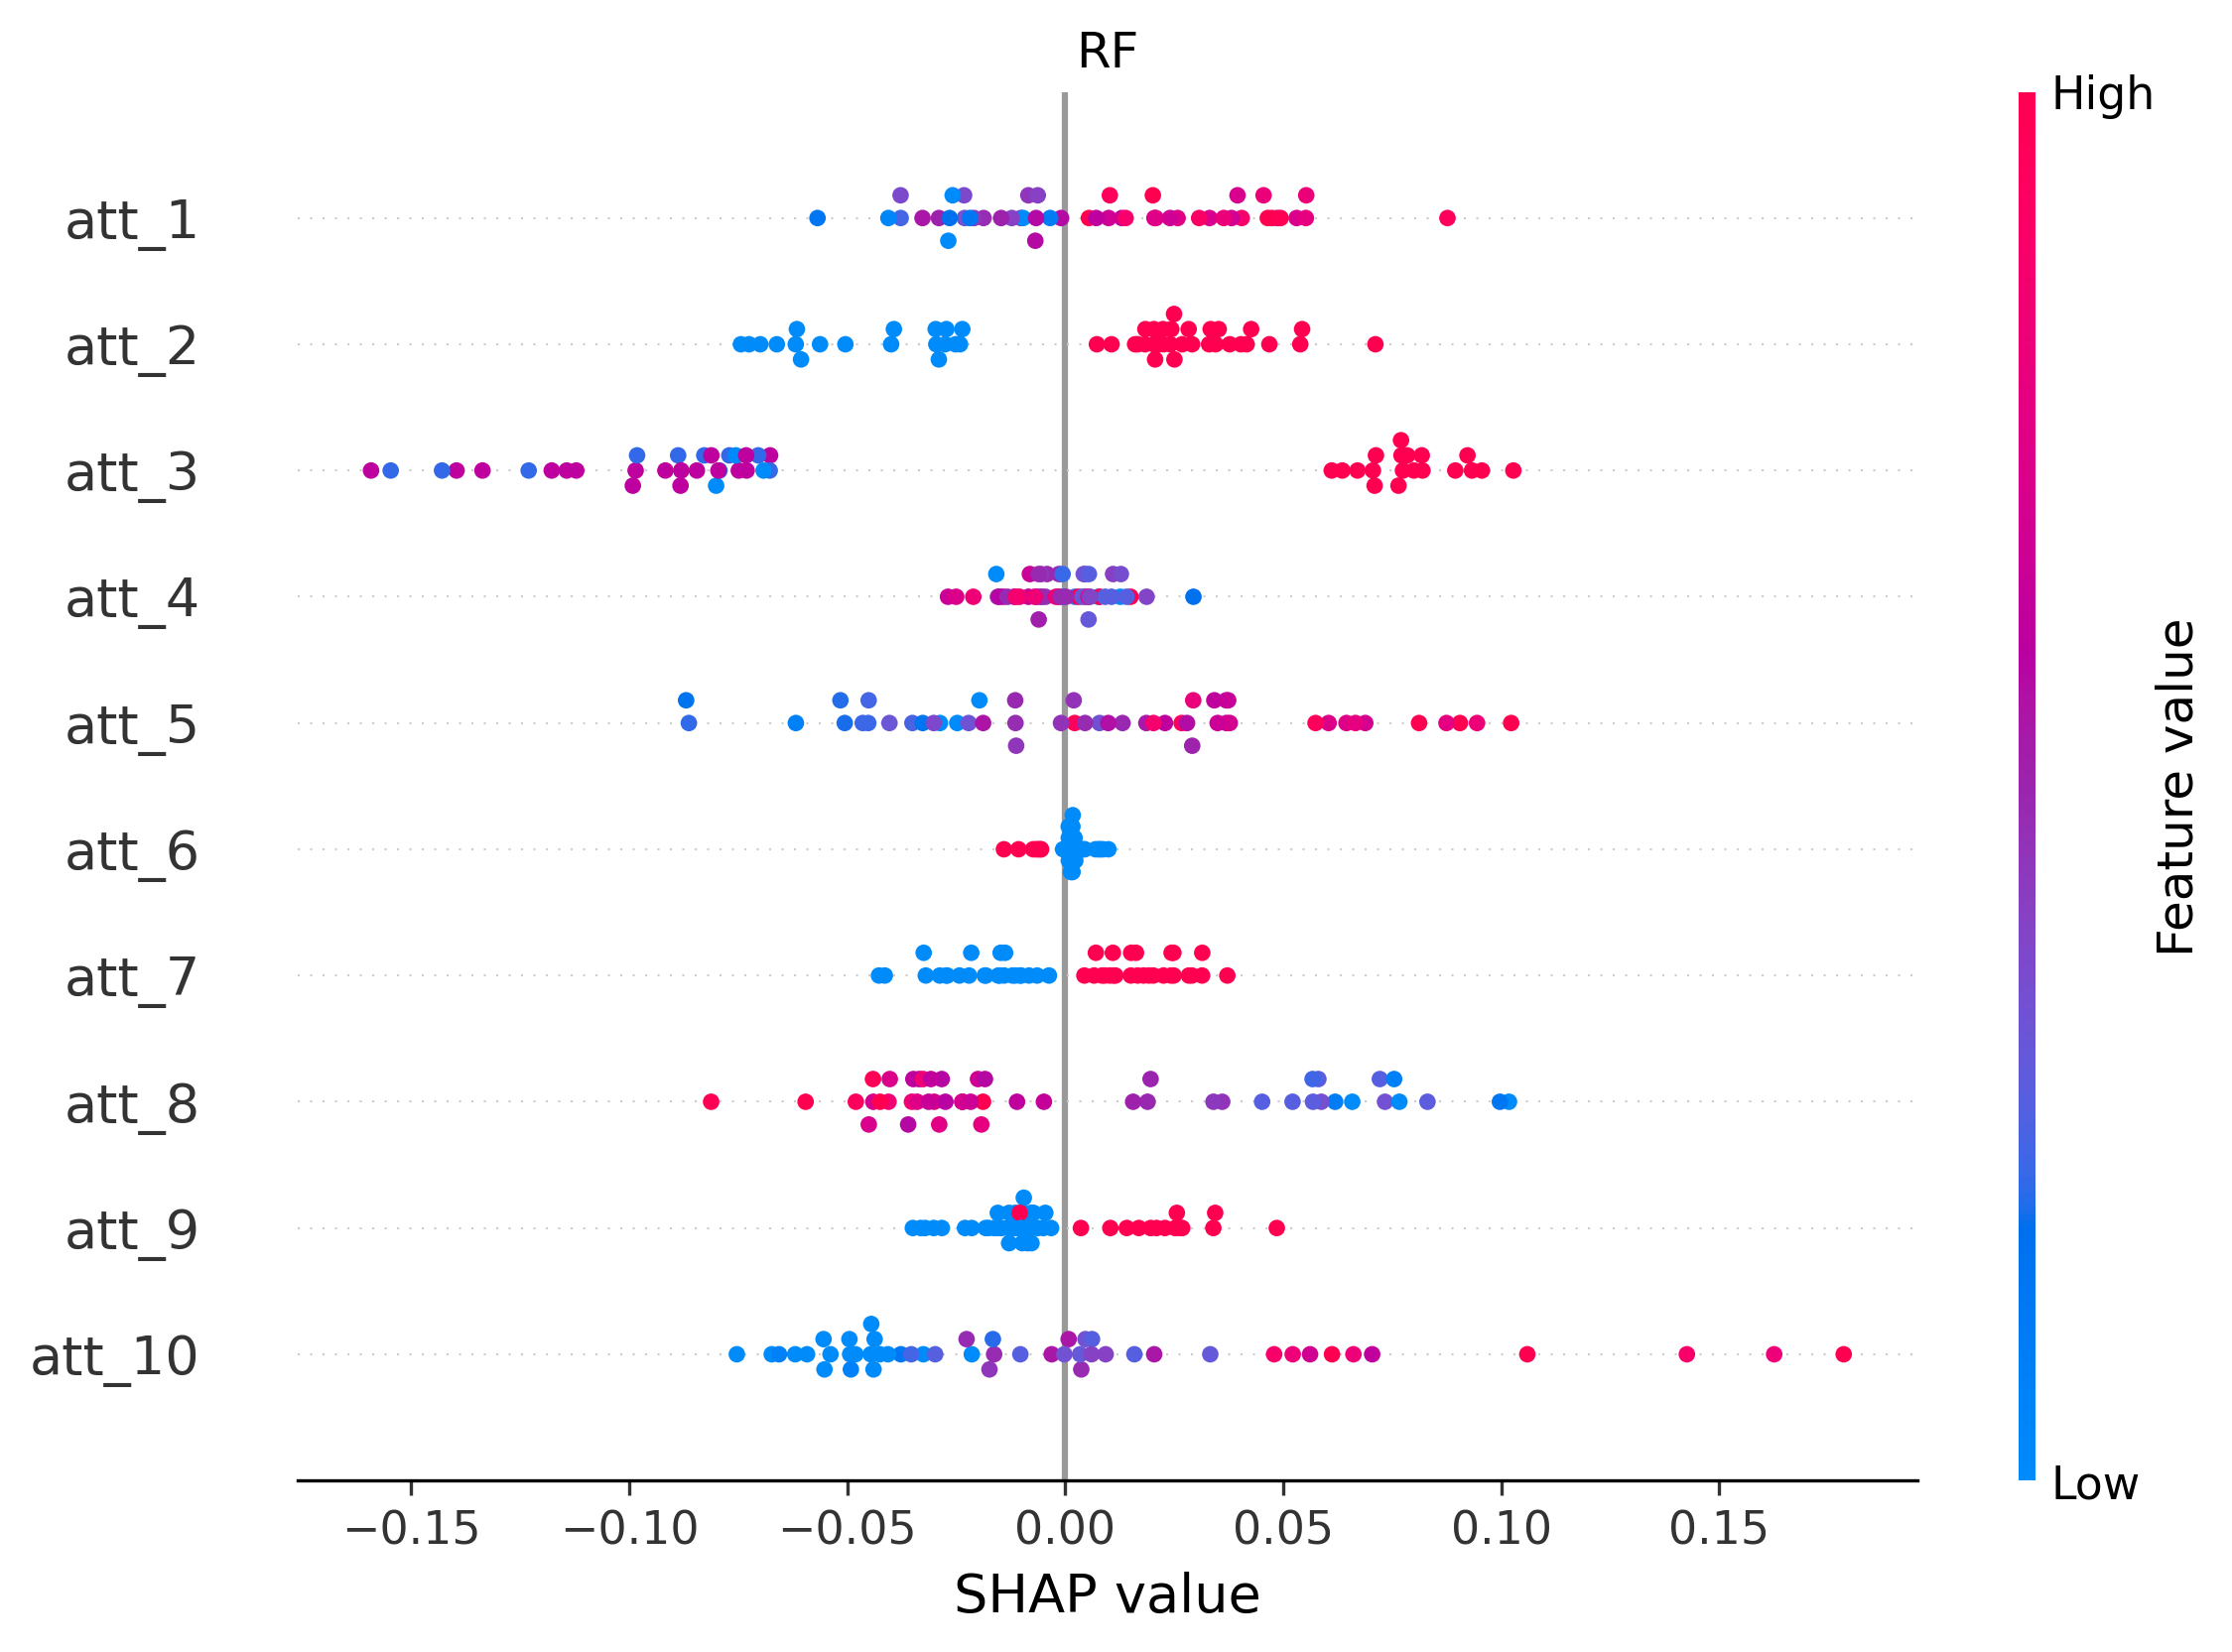 RF
High
att_1
att_2
att_3
att_4
att_5
att_6
att_7
att_8
att_9
att_10
Feature value
Low
−0.15 −0.10 −0.05 0.00 0.05 0.10 0.15
SHAP value